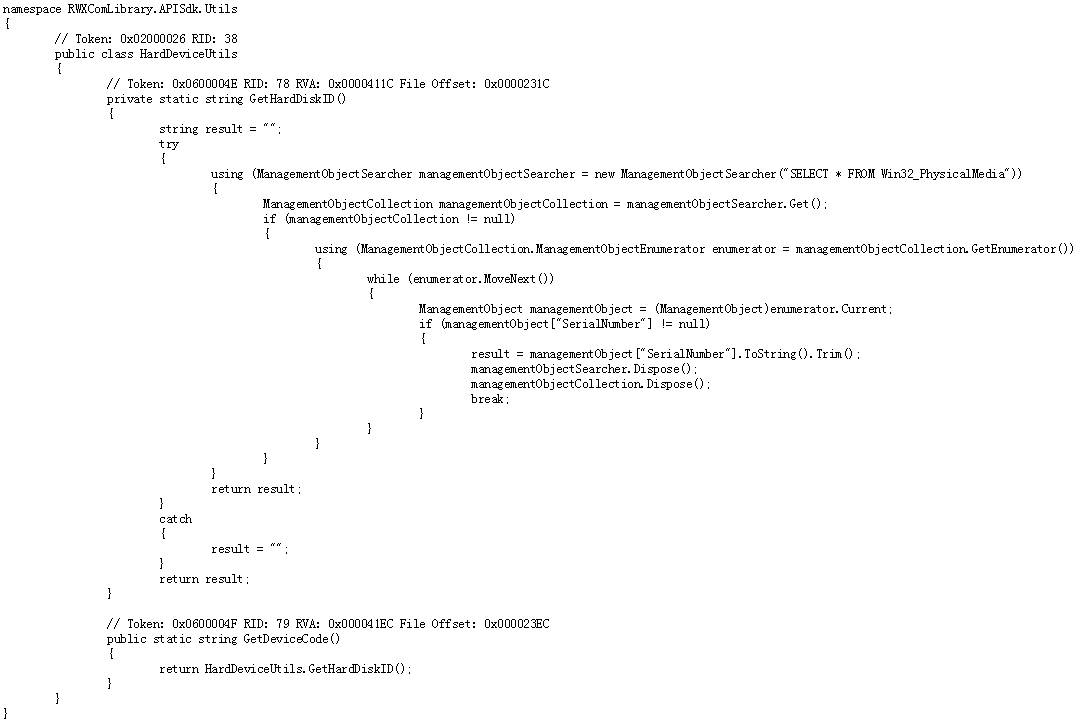 namespace RWXComLibrary.APISdk.Utils
{
// Token: 0x02000026 RID: 38
public class HardDeviceUtils
{
// Token: 0x0600004E RID: 78 RVA: 0x0000411C File Offset: 0x0000231C
private static string GetHardDiskID()
{
string result = "";
try
{
using (ManagementObjectSearcher managementObjectSearcher = new ManagementObjectSearcher("SELECT * FROM Win32_PhysicalMedia"))
{
ManagementObjectCollection managementObjectCollection = managementObjectSearcher.Get();
if (managementObjectCollection != null)
{
using (ManagementObjectCollection.ManagementObjectEnumerator enumerator = managementObjectCollection.GetEnumerator())
{
while (enumerator.MoveNext())
{
ManagementObject managementObject = (ManagementObject)enumerator.Current;
if (managementObject["SerialNumber"] != null)
{
result = managementObject["SerialNumber"].ToString().Trim();
managementObjectSearcher.Dispose();
managementObjectCollection.Dispose();
break;
}
}
}
}
}
return result;
}
catch
{
result = "";
}
return result;
}
// Token: 0x0600004F RID: 79 RVA: 0x000041EC File Offset: 0x000023EC
public static string GetDeviceCode()
{
return HardDeviceUtils.GetHardDiskID();
}
}
}